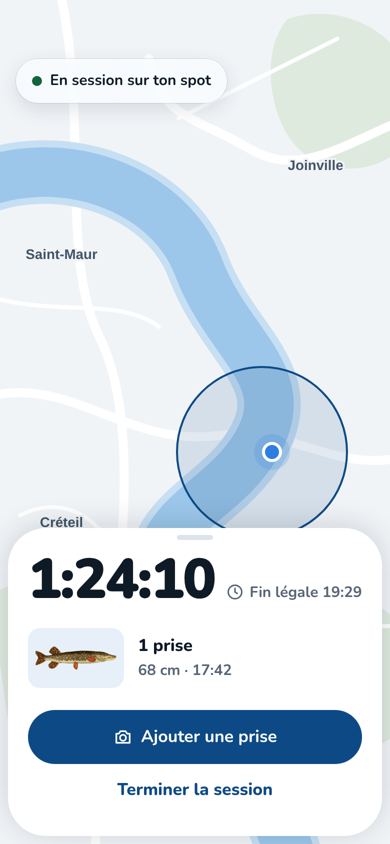 En session sur ton spot
Joinville
Saint-Maur
Créteil
1:24:10
Fin légale 19:29
1 prise
68 cm · 17:42
Ajouter une prise
Terminer la session